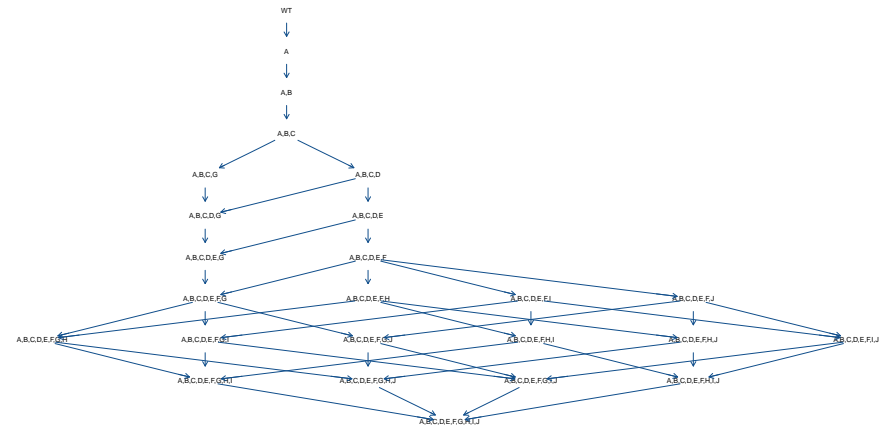 WT
A
A,B
A,B,C
A,B,C,G
A,B,C,D
A,B,C,D,G
A,B,C,D,E
A,B,C,D,E,G
A,B,C,D,E,F
A,B,C,D,E,F,G
A,B,C,D,E,F,H
A,B,C,D,E,F,I
A,B,C,D,E,F,J
A,B,C,D,E,F,G,H
A,B,C,D,E,F,G,I
A,B,C,D,E,F,G,J
A,B,C,D,E,F,H,I
A,B,C,D,E,F,H,J
A,B,C,D,E,F,I,J
A,B,C,D,E,F,G,H,I
A,B,C,D,E,F,G,H,J
A,B,C,D,E,F,G,I,J
A,B,C,D,E,F,H,I,J
A,B,C,D,E,F,G,H,I,J